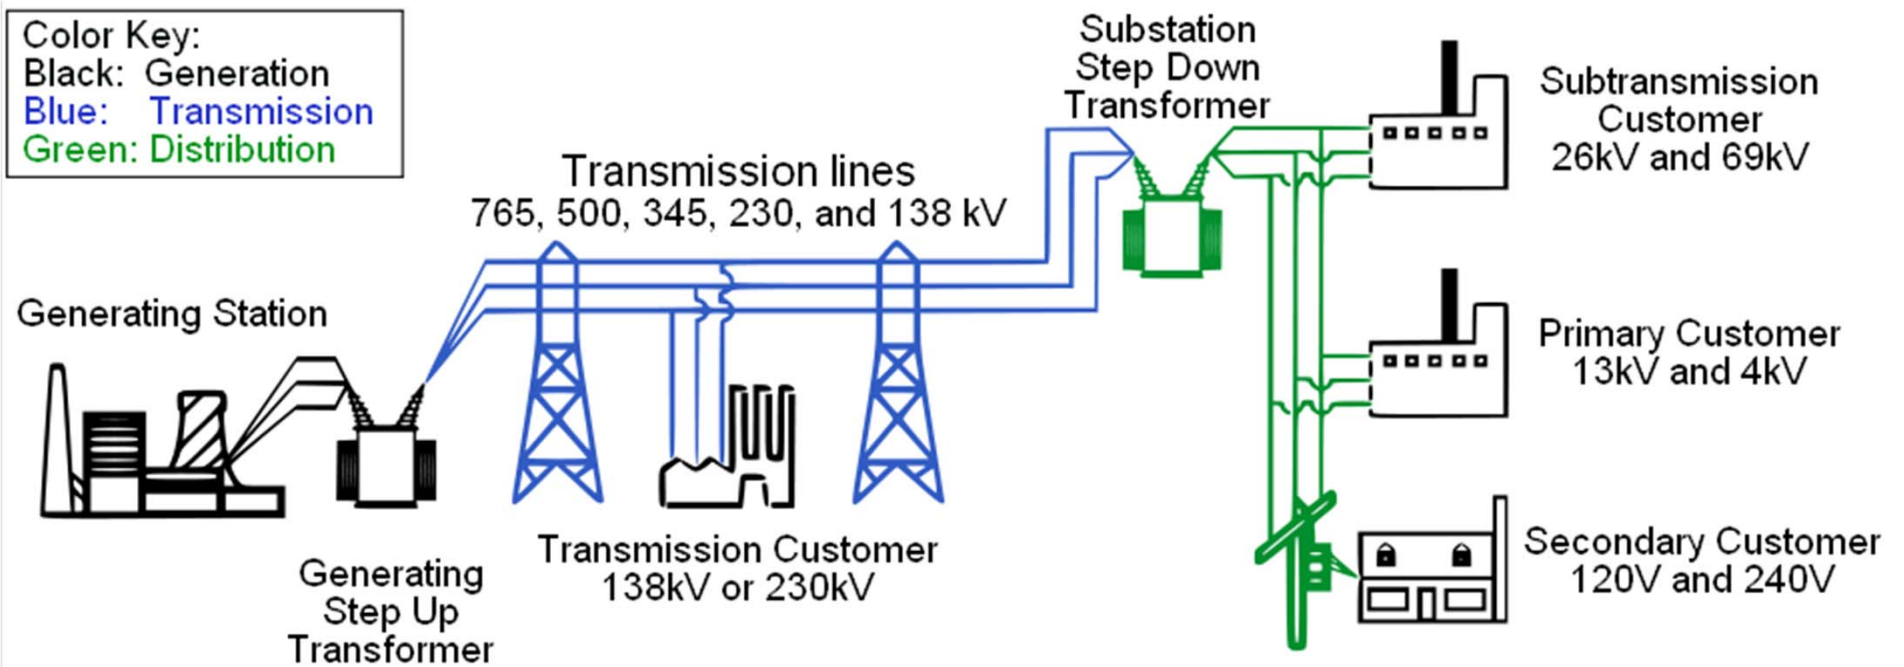 Color Key:
Black: Generation
Blue: Transmission
Green: Distribution
Substation
Step Down
Transformer
Subtransmission
Customer
26kV and 69kV
Transmission lines
765, 500, 345, 230, and 138 kV
Generating Station
Primary Customer
13kV and 4kV
Transmission Customer
138kV or 230kV
Generating
Step Up
Transformer
Secondary Customer
120V and 240V